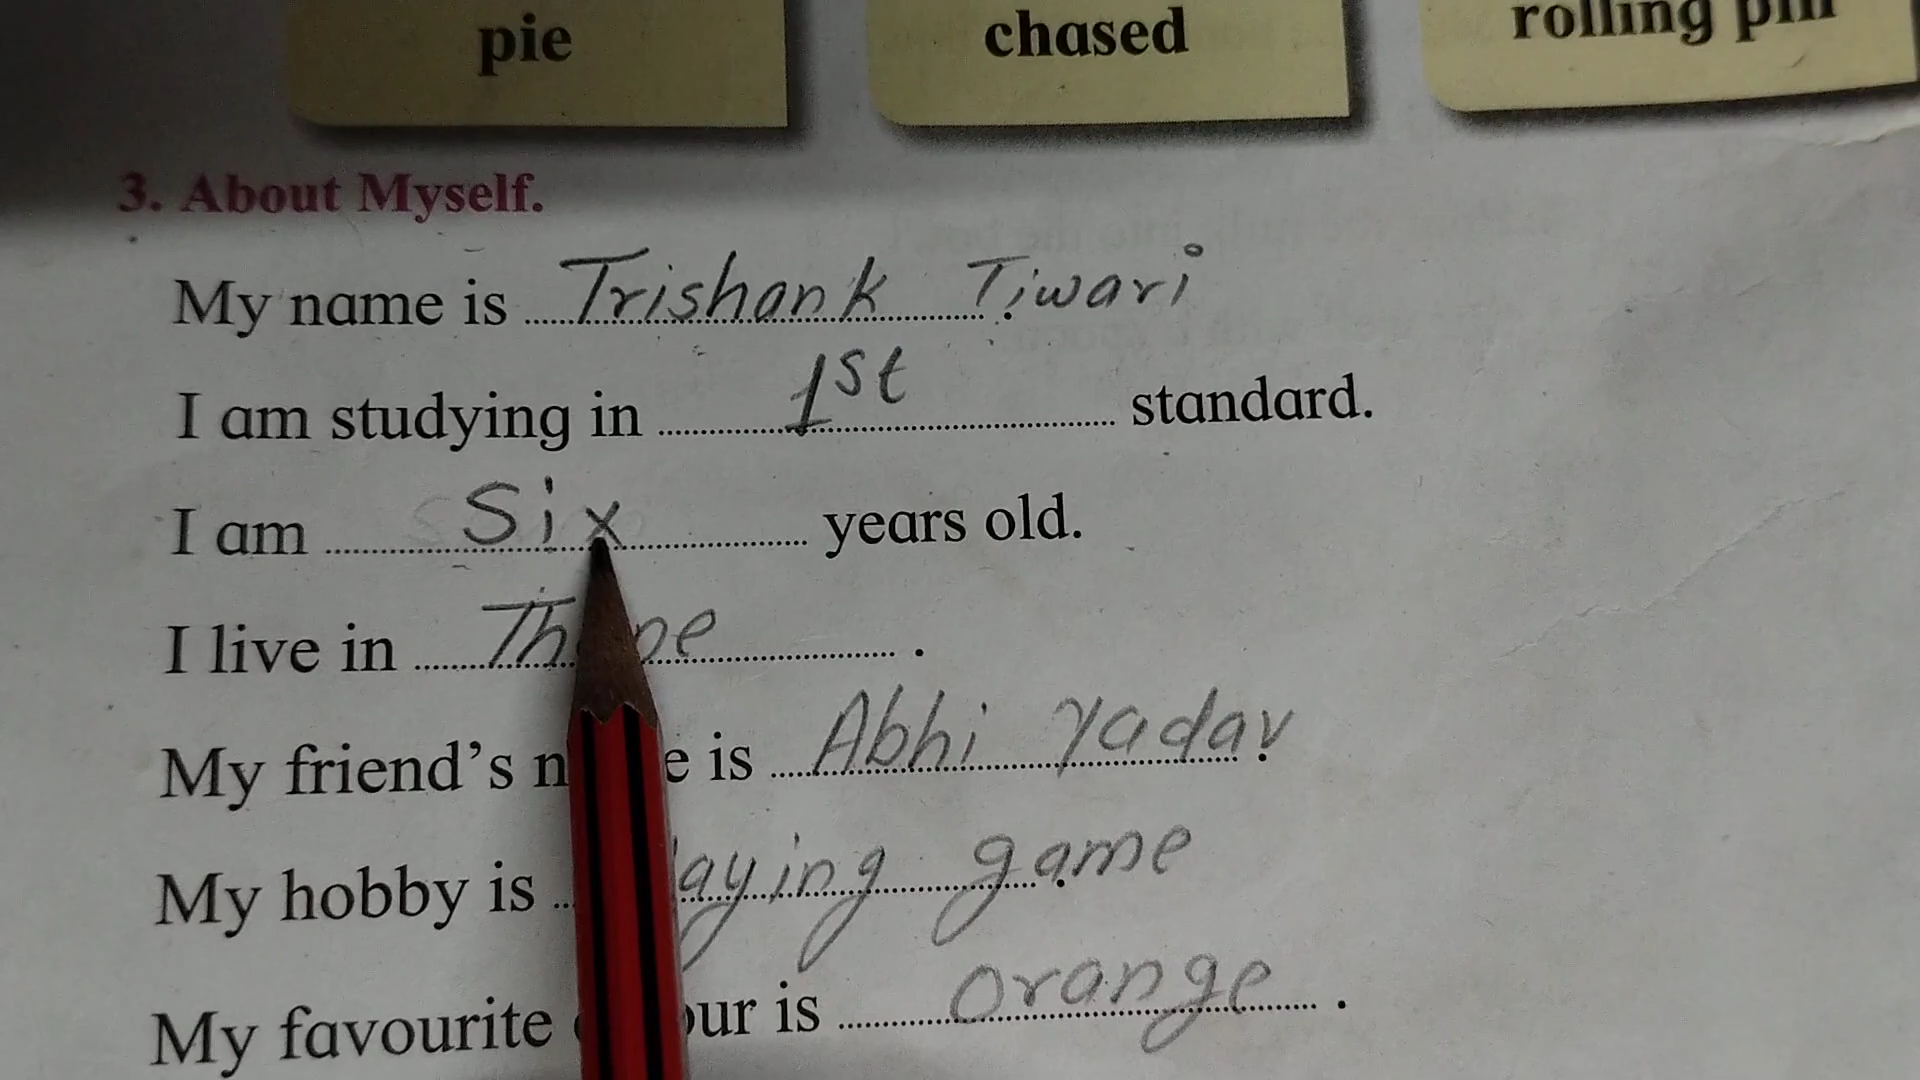 pie chased rolling pin
3. About Myself.
My name is Trishank Tiwari.
I am studying in 1st standard.
I am Six years old.
I live in .
My friend's is Abhi Yadav.
My hobby is game.
My favourite is orange.